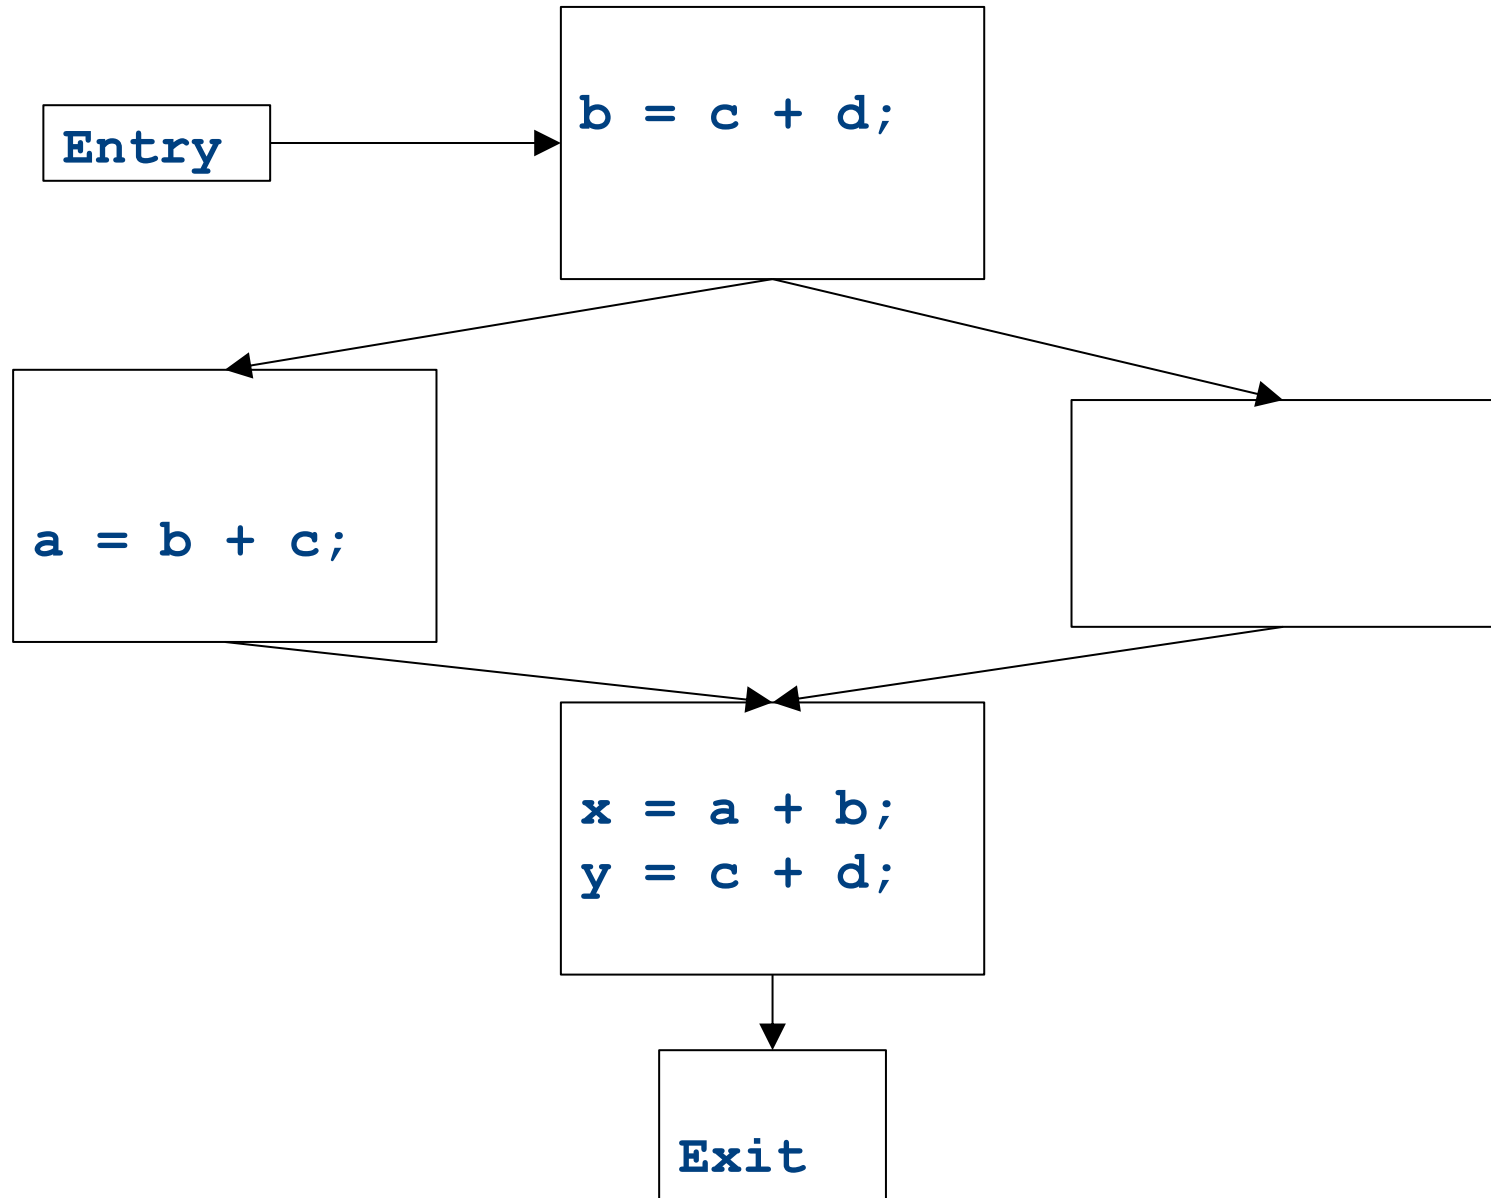 Entry
b = c + d;
a = b + c;
x = a + b;
y = c + d;
Exit